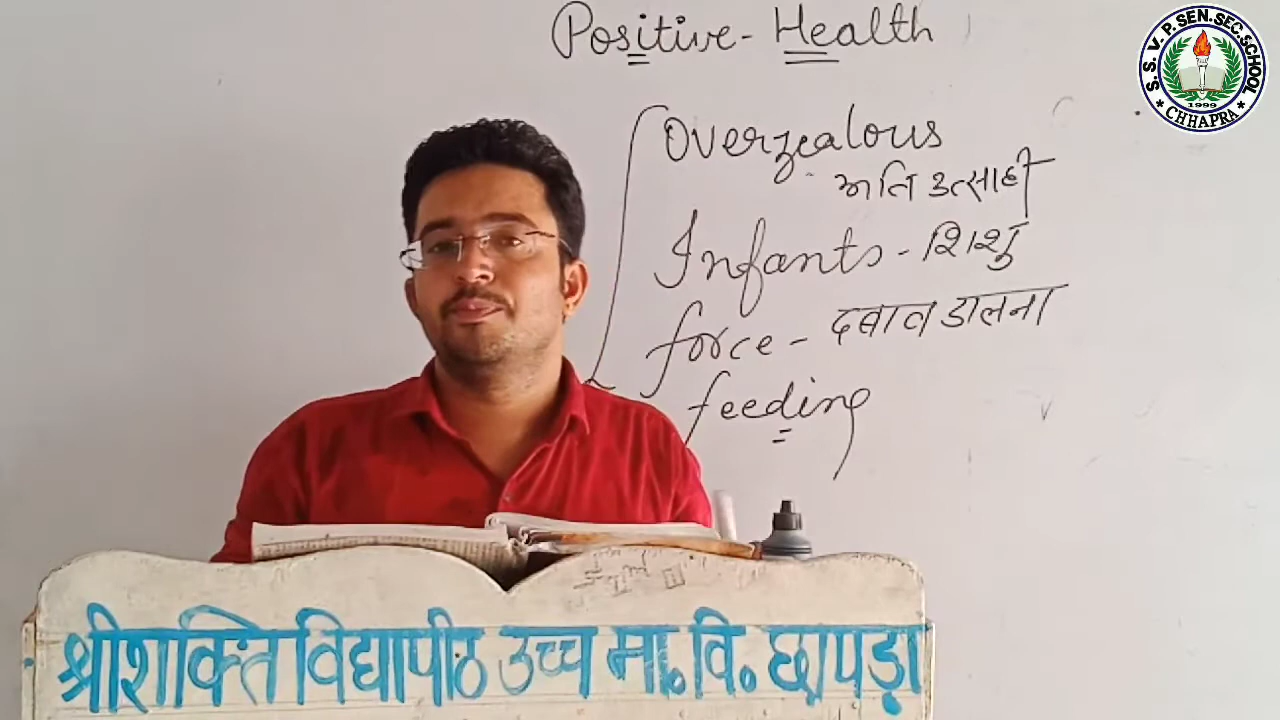 Positive - Health
Overzealous
अति उत्साही
Infants - शिशु
force - दबाव डालना
feeding
S. S. V. P. SEN. SEC. SCHOOL
1999
★ CHHAPRA ★
श्री शक्ति विद्यापीठ उच्च मा. वि. छापड़ा